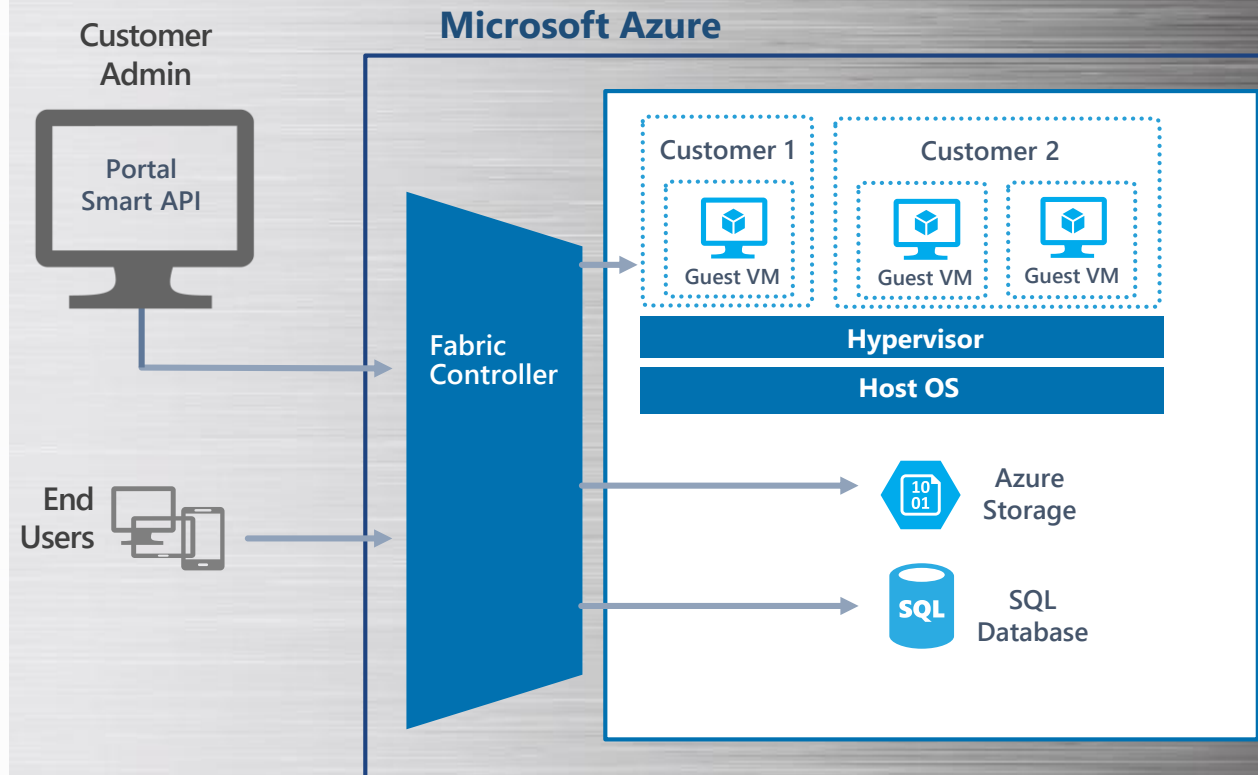 Microsoft Azure
Customer
Admin
Portal
Smart API
End
Users
Fabric
Controller
Customer 1
Guest VM
Customer 2
Guest VM
Guest VM
Hypervisor
Host OS
10
01
Azure
Storage
SQL
SQL
Database